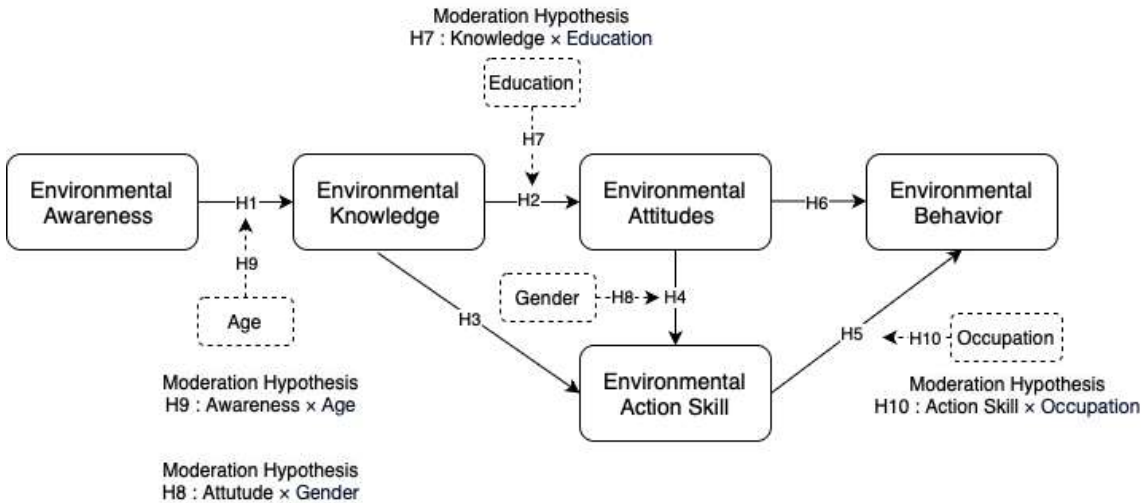 Moderation Hypothesis
H7 : Knowledge × Education
Education
H7
Environmental
Awareness
H1
Environmental
Knowledge
H2
Environmental
Attitudes
H6
Environmental
Behavior
H9
Age
Gender
H8
H4
H3
H5
H10
Occupation
Environmental
Action Skill
Moderation Hypothesis
H9 : Awareness × Age
Moderation Hypothesis
H10 : Action Skill × Occupation
Moderation Hypothesis
H8 : Attutude × Gender